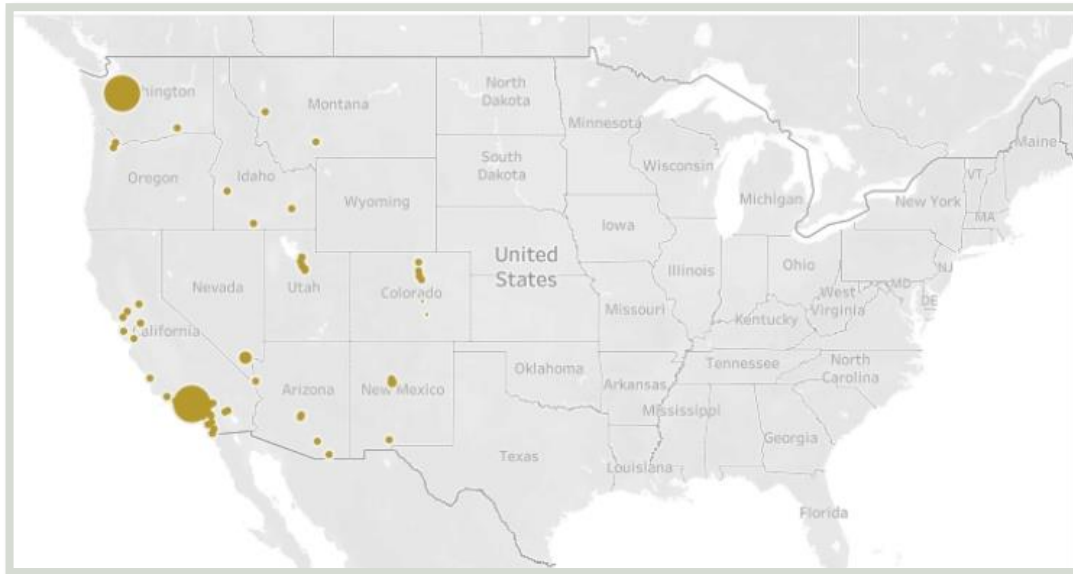 Maine
hington
Montana
North
Dakota
Minnesota
South
Dakota
Wisconsin
Oregon
Idaho
Wyoming
Michigan
VT
New York
MA
Iowa
United
States
Nevada
Utah
Colorado
Illinois
Ohio
NJ
MD
DE
West
Virginia
alifornia
Missouri
Kentucky
Tennessee
North
Carolina
Arizona
New Mexico
Oklahoma
Arkansas
Mississippi
Georgia
Texas
Louisiana
Florida